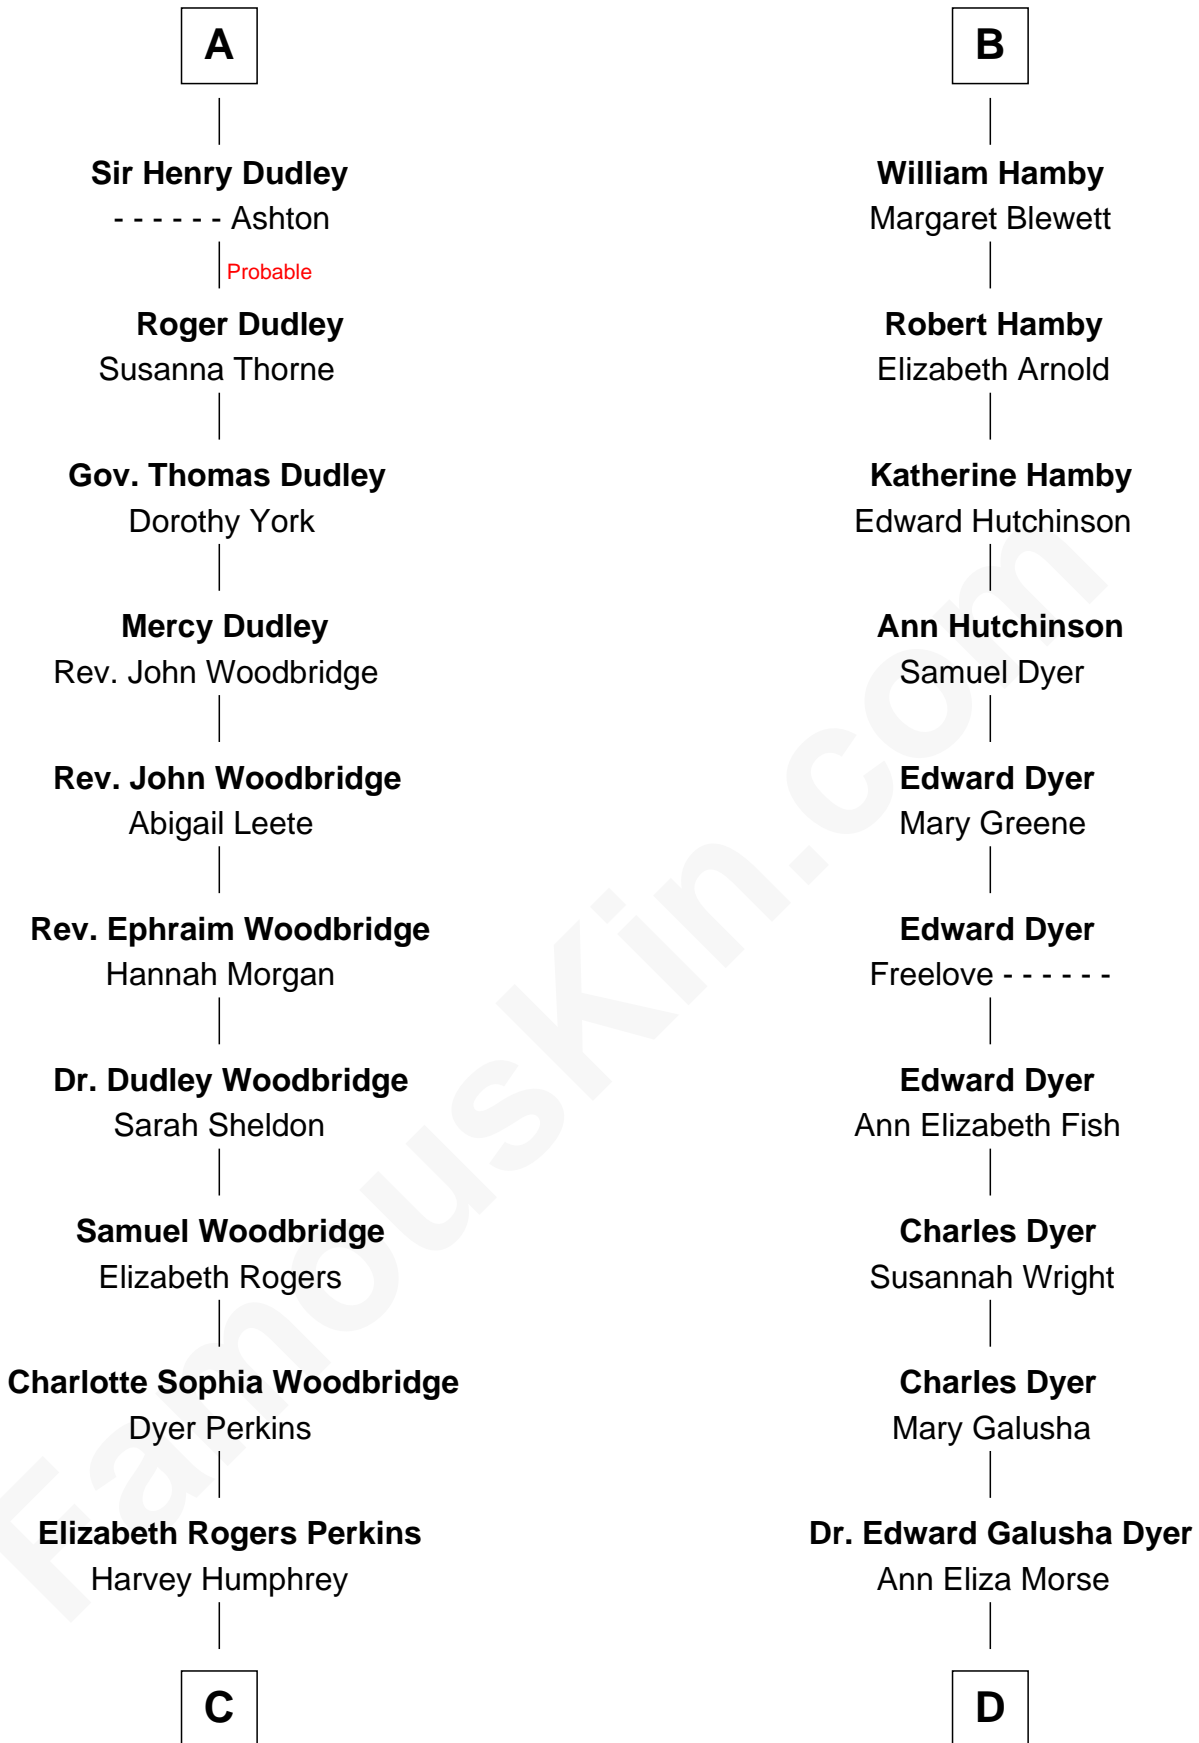 A
Sir Henry Dudley
- - - - - - Ashton
Probable
Roger Dudley
Susanna Thorne
Gov. Thomas Dudley
Dorothy York
Mercy Dudley
Rev. John Woodbridge
Rev. John Woodbridge
Abigail Leete
Rev. Ephraim Woodbridge
Hannah Morgan
Dr. Dudley Woodbridge
Sarah Sheldon
Samuel Woodbridge
Elizabeth Rogers
Charlotte Sophia Woodbridge
Dyer Perkins
Elizabeth Rogers Perkins
Harvey Humphrey
C
B
William Hamby
Margaret Blewett
Robert Hamby
Elizabeth Arnold
Katherine Hamby
Edward Hutchinson
Ann Hutchinson
Samuel Dyer
Edward Dyer
Mary Greene
Edward Dyer
Freelove - - - - - -
Edward Dyer
Ann Elizabeth Fish
Charles Dyer
Susannah Wright
Charles Dyer
Mary Galusha
Dr. Edward Galusha Dyer
Ann Eliza Morse
D
FamousKin.com